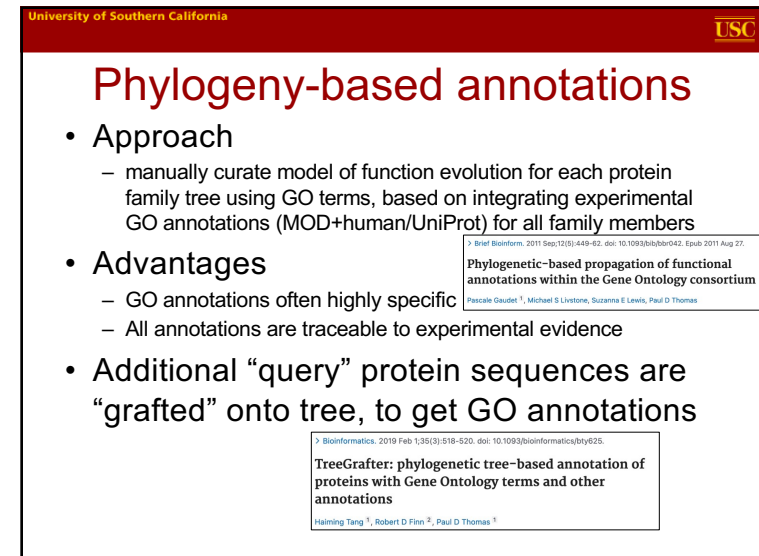 University of Southern California
USC
Phylogeny-based annotations
• Approach
– manually curate model of function evolution for each protein
family tree using GO terms, based on integrating experimental
GO annotations (MOD+human/UniProt) for all family members
> Brief Bioinform. 2011 Sep;12(5):449-62. doi: 10.1093/bib/bbr042. Epub 2011 Aug 27.
Phylogenetic-based propagation of functional
annotations within the Gene Ontology consortium
Pascale Gaudet 1, Michael S Livstone, Suzanna E Lewis, Paul D Thomas
• Advantages
– GO annotations often highly specific
– All annotations are traceable to experimental evidence
• Additional “query” protein sequences are
“grafted” onto tree, to get GO annotations
> Bioinformatics. 2019 Feb 1;35(3):518-520. doi: 10.1093/bioinformatics/bty625.
TreeGrafter: phylogenetic tree-based annotation of
proteins with Gene Ontology terms and other
annotations
Haiming Tang 1, Robert D Finn 2, Paul D Thomas 1